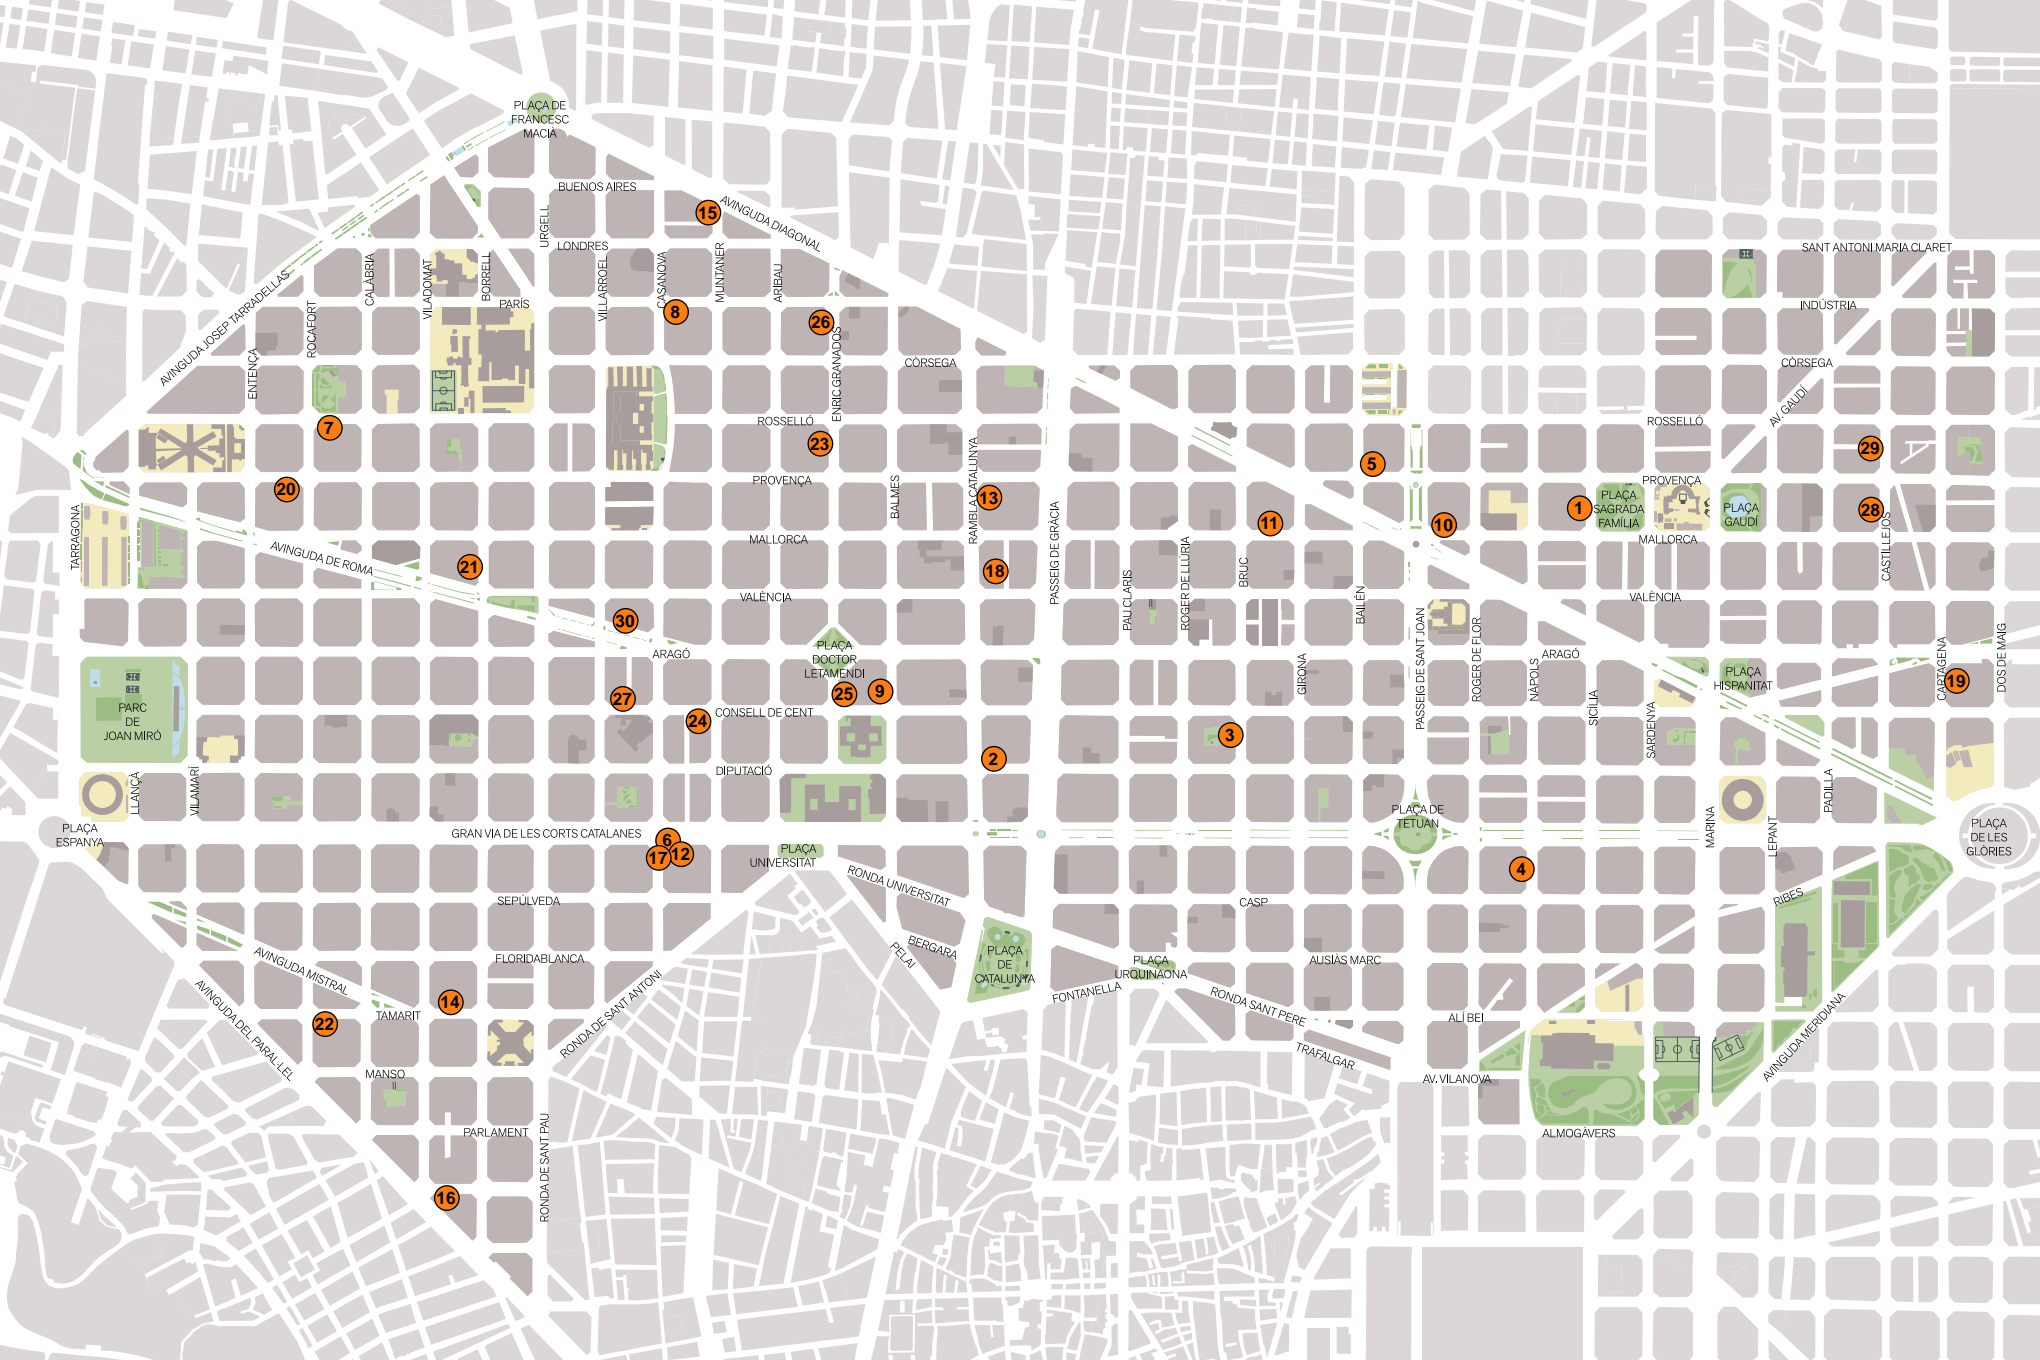 PLAÇA DE
FRANCESC
MACIÀ
BUENOS AIRES
15
AVINGUDA DIAGONAL
URGELL
LONDRES
SANT ANTONI MARIA CLARET
AVINGUDA JOSEP TARRADELLAS
CALÀBRIA
VILADOMAT
BORRELL
VILLARROEL
CASANOVA
MUNTANER
ARIBAU
PARÍS
INDÚSTRIA
8
26
ENTENÇA
ROCAFORT
ENRIC GRANADOS
CÒRSEGA
CÒRSEGA
AV. GAUDÍ
7
ROSSELLÓ
ROSSELLÓ
23
29
5
RAMBLA CATALUNYA
PROVENÇA
PROVENÇA
20
BALMES
13
1
PLAÇA
SAGRADA
FAMÍLIA
PLAÇA
GAUDÍ
28
11
10
TARRAGONA
AVINGUDA DE ROMA
MALLORCA
MALLORCA
PASSEIG DE GRÀCIA
CASTILLEJOS
21
18
PAU CLARIS
ROGER DE LLÚRIA
BRUC
BAILÉN
VALÈNCIA
VALÈNCIA
30
PLAÇA
DOCTOR
LETAMENDI
ARAGÓ
ARAGÓ
GIRONA
PASSEIG DE SANT JOAN
ROGER DE FLOR
NÀPOLS
SICÍLIA
SARDENYA
PLAÇA
HISPANITAT
CARTAGENA
19
DOS DE MAIG
27
25
9
PARC
DE
JOAN MIRÓ
24
CONSELL DE CENT
3
2
DIPUTACIÓ
LLANÇÀ
VILAMARÍ
PADILLA
PLAÇA DE
TETUAN
PLAÇA
ESPANYA
GRAN VIA DE LES CORTS CATALANES
6
17
12
PLAÇA
UNIVERSITAT
MARINA
LEPANT
PLAÇA
DE LES
GLÒRIES
4
RONDA UNIVERSITAT
SEPÚLVEDA
CASP
RIBES
PELAI
BERGARA
PLAÇA
DE
CATALUNYA
AVINGUDA MISTRAL
FLORIDABLANCA
PLAÇA
URQUINAONA
AUSIÀS MARC
AVINGUDA DEL PARAL·LEL
RONDA DE SANT ANTONI
FONTANELLA
RONDA SANT PERE
14
22
TAMARIT
ALÍ BEI
AVINGUDA MERIDIANA
TRAFALGAR
MANSO
AV. VILANOVA
PARLAMENT
RONDA DE SANT PAU
ALMOGÀVERS
16